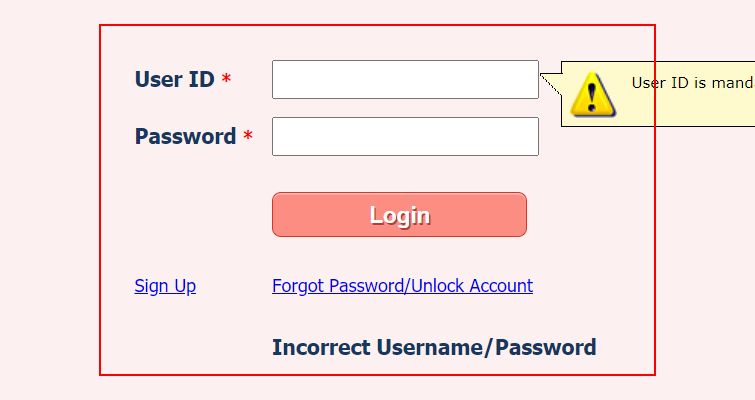 User ID *
User ID is mand
Password *
Login
Sign Up
Forgot Password/Unlock Account
Incorrect Username/Password